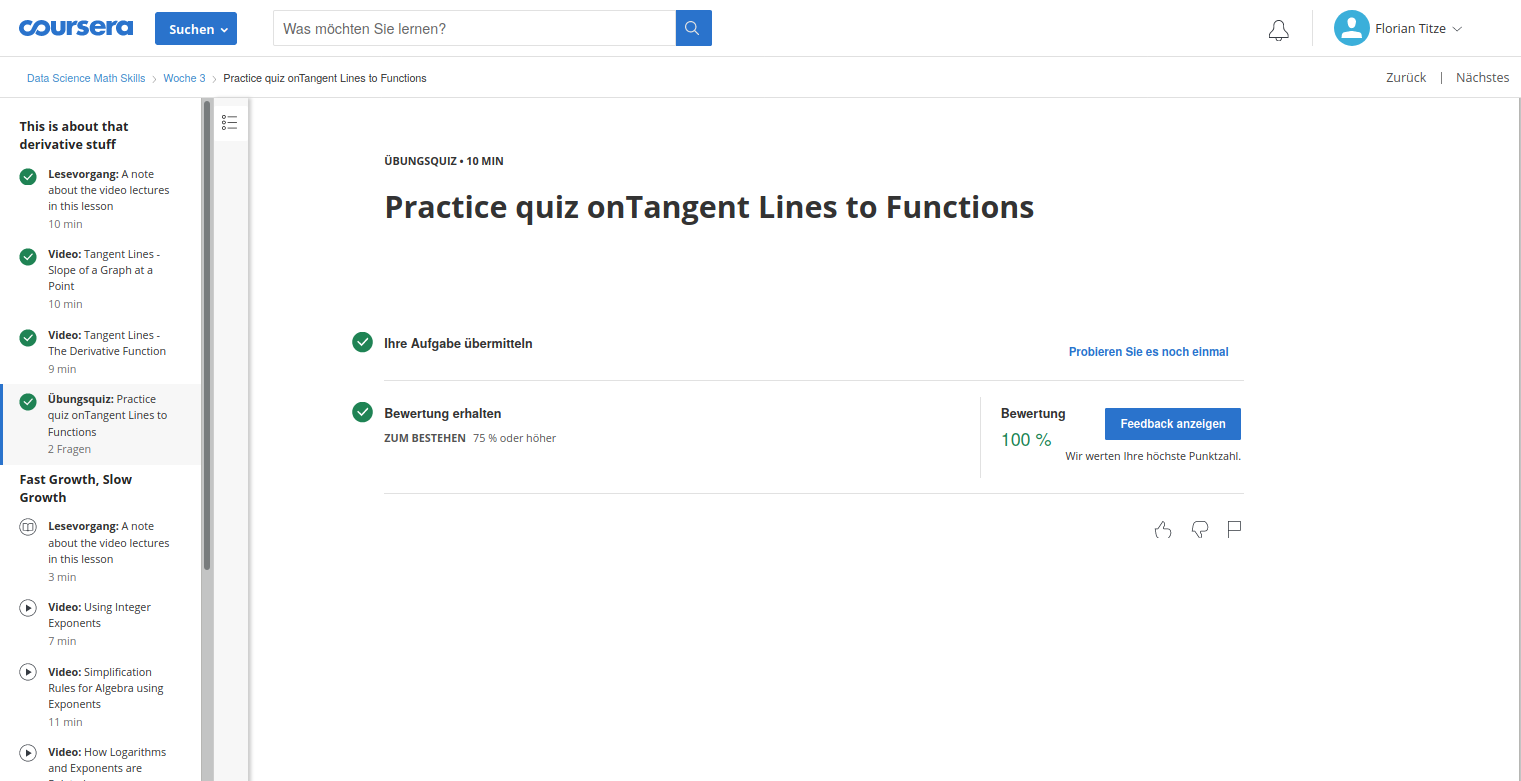 coursera
Suchen
Was möchten Sie lernen?
Florian Titze
Data Science Math Skills
Woche 3
Practice quiz onTangent Lines to Functions
Zurück | Nächstes
This is about that
derivative stuff
Lesevorgang: A note
about the video lectures
in this lesson
10 min
Video: Tangent Lines -
Slope of a Graph at a
Point
10 min
Video: Tangent Lines -
The Derivative Function
9 min
Übungsquiz: Practice
quiz onTangent Lines to
Functions
2 Fragen
Fast Growth, Slow
Growth
Lesevorgang: A note
about the video lectures
in this lesson
3 min
Video: Using Integer
Exponents
7 min
Video: Simplification
Rules for Algebra using
Exponents
11 min
Video: How Logarithms
and Exponents are
ÜBUNGSQUIZ • 10 MIN
Practice quiz onTangent Lines to Functions
Ihre Aufgabe übermitteln
Probieren Sie es noch einmal
Bewertung erhalten
ZUM BESTEHEN 75 % oder höher
Bewertung
100 %
Feedback anzeigen
Wir werten Ihre höchste Punktzahl.